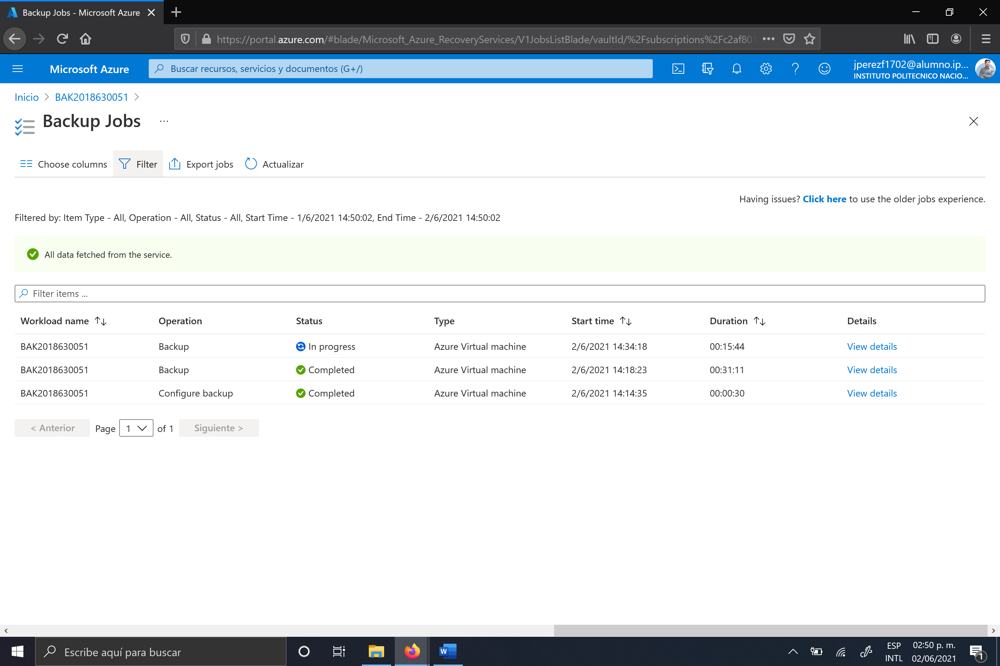 Backup Jobs - Microsoft Azure
https://portal.azure.com/#blade/Microsoft_Azure_RecoveryServices/V1JobsListBlade/vaultId/%2Fsubscriptions%2Fc2af801
Microsoft Azure
Buscar recursos, servicios y documentos (G+/)
jperezf1702@alumno.ip...
INSTITUTO POLITECNICO NACIO...
Inicio > BAK2018630051 >
Backup Jobs ...
Choose columns Filter Export jobs Actualizar
Having issues? Click here to use the older jobs experience.
Filtered by: Item Type - All, Operation - All, Status - All, Start Time - 1/6/2021 14:50:02, End Time - 2/6/2021 14:50:02
All data fetched from the service.
Filter items ...
Workload name Operation Status Type Start time Duration Details
BAK2018630051 Backup In progress Azure Virtual machine 2/6/2021 14:34:18 00:15:44 View details
BAK2018630051 Backup Completed Azure Virtual machine 2/6/2021 14:18:23 00:31:11 View details
BAK2018630051 Configure backup Completed Azure Virtual machine 2/6/2021 14:14:35 00:00:30 View details
< Anterior Page 1 of 1 Siguiente >
Escribe aquí para buscar
W
ESP
INTL
02:50 p. m.
02/06/2021
1